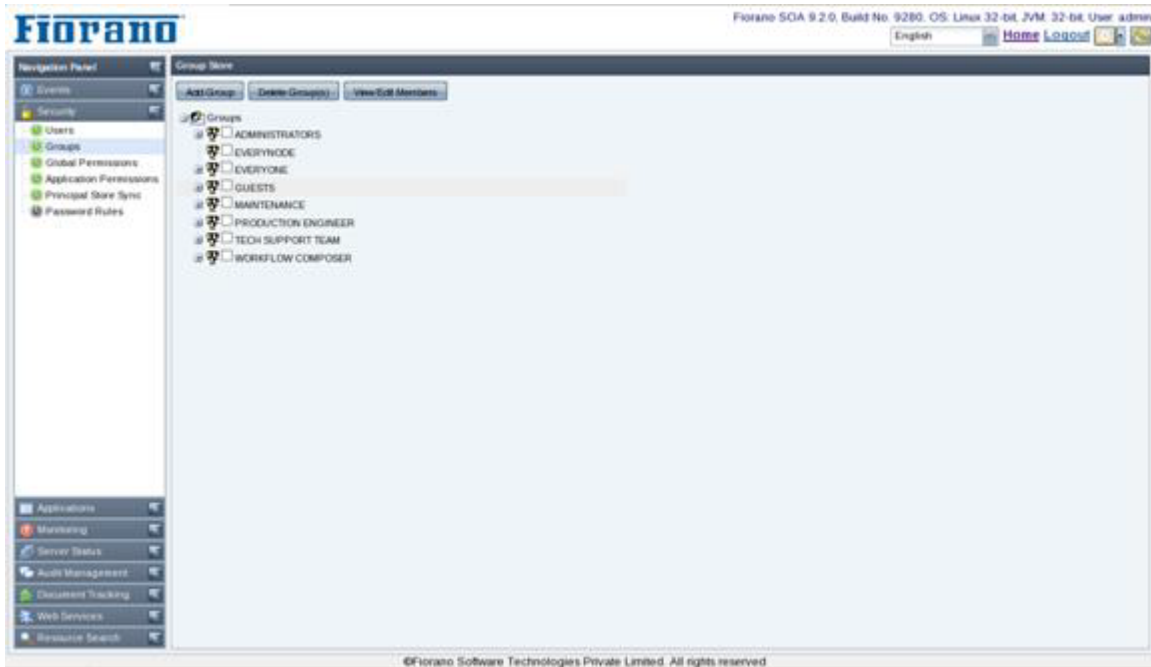 Fiorano
Fiorano SOA 9.2.0, Build No. 9280, OS: Linux 32-bit, JVM: 32-bit, User: admin
English Home Logout
Navigation Panel
Events
Security
Users
Groups
Global Permissions
Application Permissions
Principal Store Sync
Password Rules
Applications
Monitoring
Server Status
Audit Management
Document Tracking
Web Services
Resource Search
Group Store
Add Group Delete Group(s) View/Edit Members
Groups
ADMINISTRATORS
EVERYNODE
EVERYONE
GUESTS
MAINTENANCE
PRODUCTION ENGINEER
TECH SUPPORT TEAM
WORKFLOW COMPOSER
©Fiorano Software Technologies Private Limited. All rights reserved